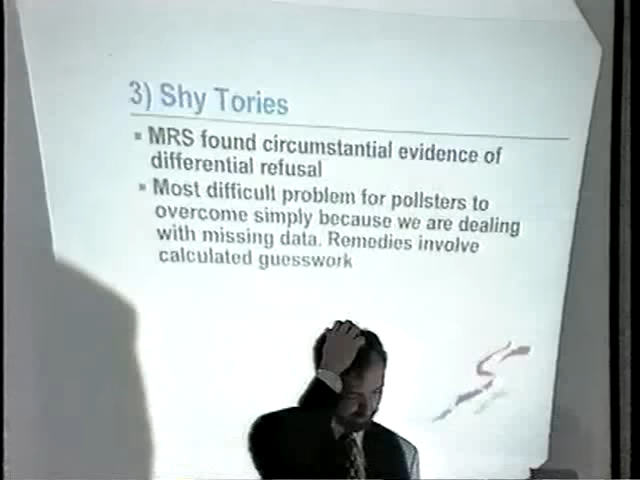 3) Shy Tories
▪ MRS found circumstantial evidence of
differential refusal
▪ Most difficult problem for pollsters to
overcome simply because we are dealing
with missing data. Remedies involve
calculated guesswork